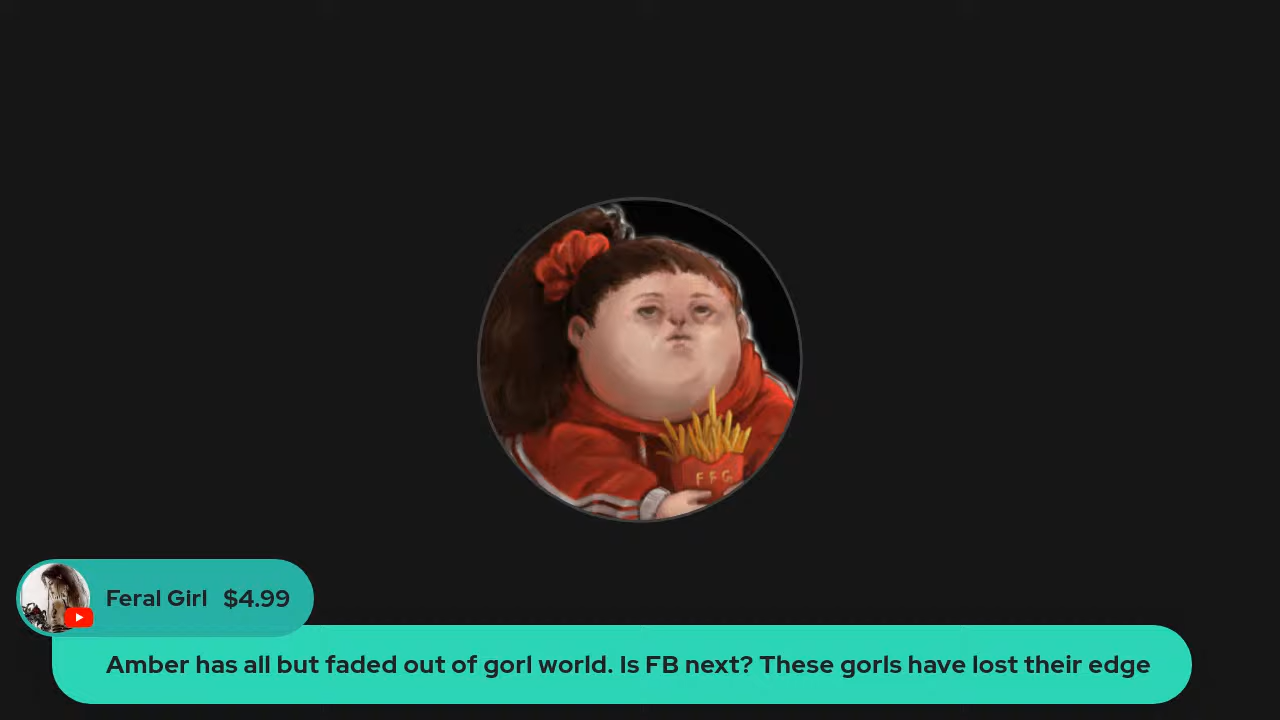 FFG
Feral Girl $4.99
Amber has all but faded out of gorl world. Is FB next? These gorls have lost their edge